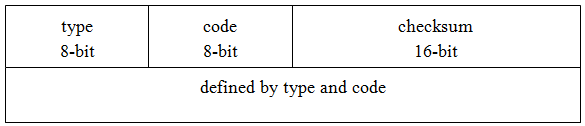 type code checksum
8-bit 8-bit 16-bit
defined by type and code